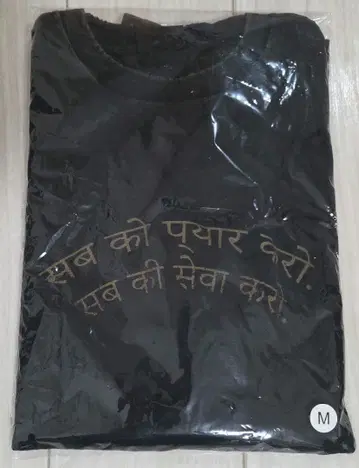 सब को प्यार करो.
सब की सेवा करो.
M